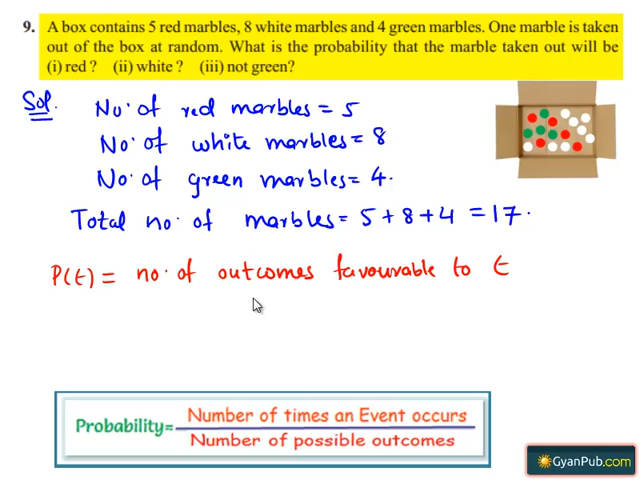 9. A box contains 5 red marbles, 8 white marbles and 4 green marbles. One marble is taken
out of the box at random. What is the probability that the marble taken out will be
(i) red ? (ii) white ? (iii) not green?
Sol.
No. of red marbles = 5
No. of white marbles = 8
No. of green marbles = 4.
Total no. of marbles = 5 + 8 + 4 = 17.
P(E) = no. of outcomes favourable to E
Probability = Number of times an Event occurs
Number of possible outcomes
GyanPub.com